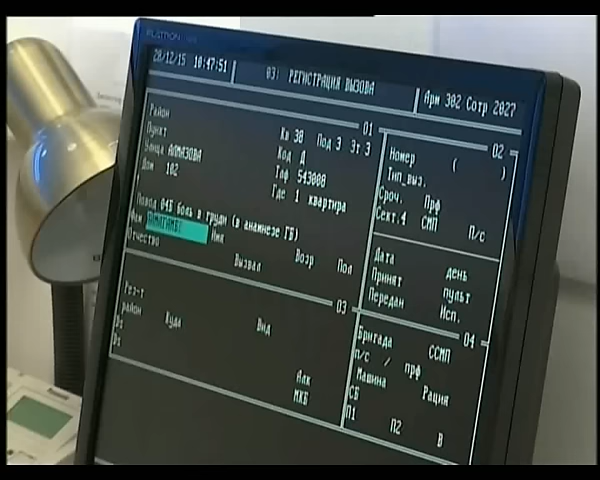 28/12/15 10:47:51
03: РЕГИСТРАЦИЯ ВЫЗОВА
Арм 302 Сотр 2027
01
Район
Пункт
Кв 38 Под 3 Эт 3
Код Д
Дом 102
Тлф 543008
Где 1 квартира
Повод 04Б боль в груди (в анамнезе ГБ)
Фам
Имя
Отчество
Возр Пол
Вызвал
02
Номер ( )
Тип_выз.
Сроч. Прф
Сект.4 СМП П/с
Дата день
Принят пульт
Передан Исп.
03
Рез-т
район Куда Вид
Ds
Ds
Алк
МКБ
04
Бригада ССМП
п/с / прф
Машина Рация
СБ
П1 П2 В